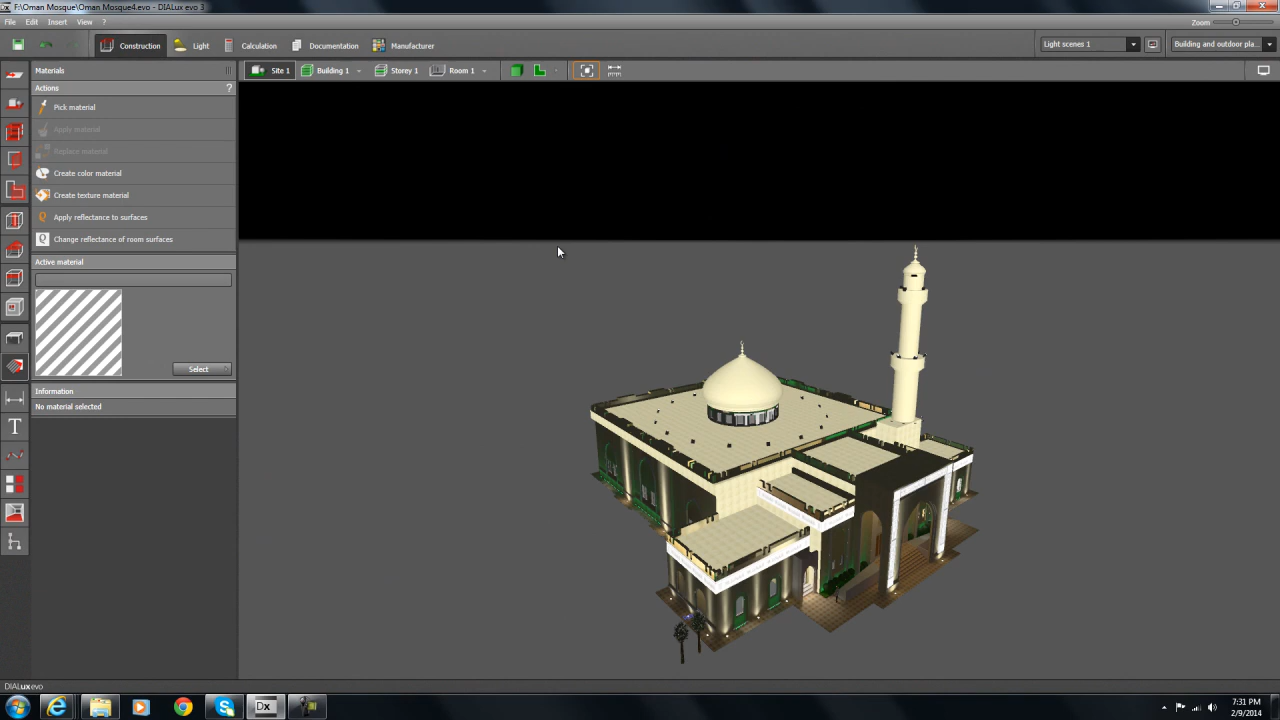 F:\Oman Mosque\Oman Mosque4.evo - DIALux evo 3
File Edit Insert View ?
Zoom
Construction Light Calculation Documentation Manufacturer
Light scenes 1 Building and outdoor pla...
Materials
Site 1 Building 1 Storey 1 Room 1
Actions ?
Pick material
Apply material
Replace material
Create color material
Create texture material
Apply reflectance to surfaces
Change reflectance of room surfaces
Active material
Select
Information
No material selected
DIALux evo
7:31 PM
2/9/2014